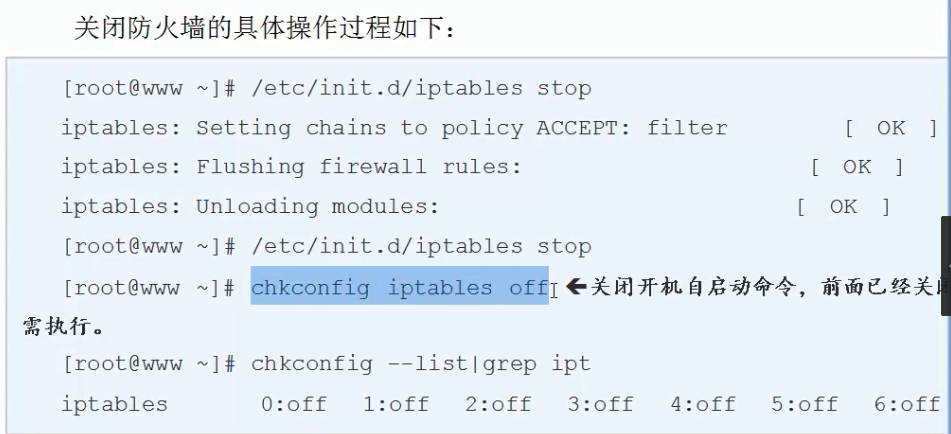 关闭防火墙的具体操作过程如下：
[root@www ~]# /etc/init.d/iptables stop
iptables: Setting chains to policy ACCEPT: filter [ OK ]
iptables: Flushing firewall rules: [ OK ]
iptables: Unloading modules: [ OK ]
[root@www ~]# /etc/init.d/iptables stop
[root@www ~]# chkconfig iptables off ←关闭开机自启动命令，前面已经关
需执行。
[root@www ~]# chkconfig --list|grep ipt
iptables 0:off 1:off 2:off 3:off 4:off 5:off 6:off